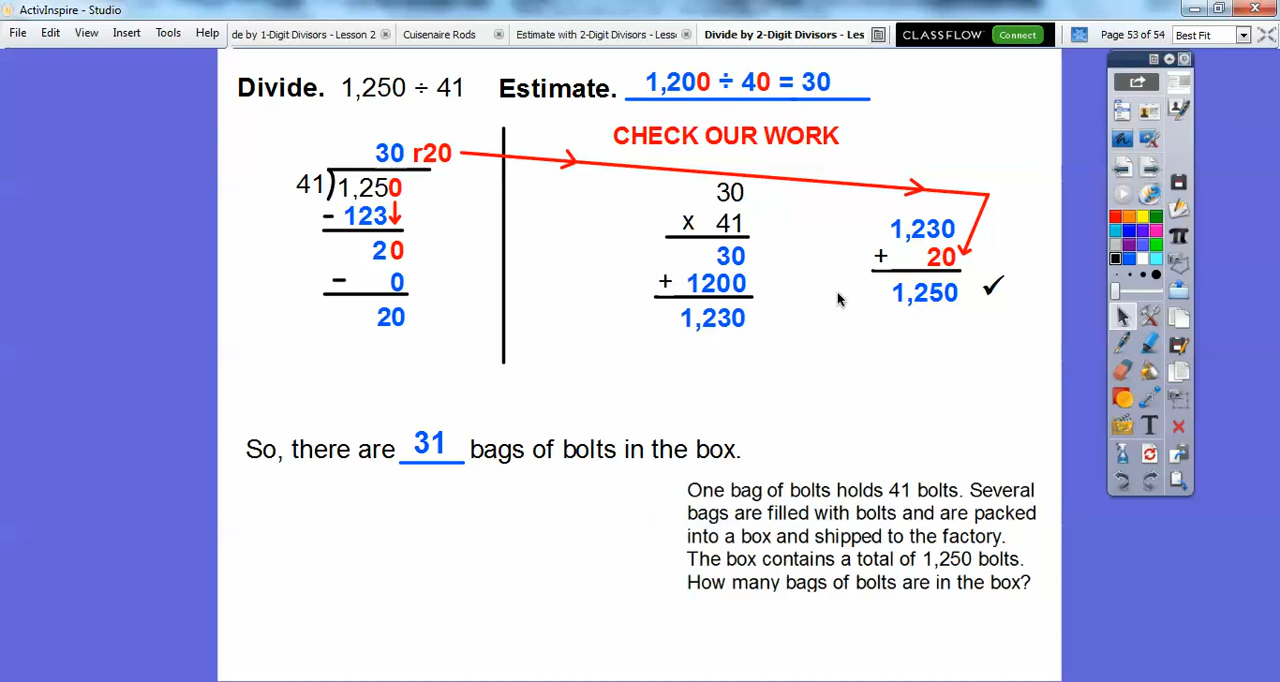 ActivInspire - Studio
File Edit View Insert Tools Help
de by 1-Digit Divisors - Lesson 2
Cuisenaire Rods
Estimate with 2-Digit Divisors - Less
Divide by 2-Digit Divisors - Les
CLASSFLOW Connect
Page 53 of 54
Best Fit
Divide. 1,250 ÷ 41 Estimate. 1,200 ÷ 40 = 30
CHECK OUR WORK
30 r20
41)1,250
- 123
20
- 0
20
30
x 41
30
+ 1200
1,230
1,230
+ 20
1,250 ✓
So, there are 31 bags of bolts in the box.
One bag of bolts holds 41 bolts. Several
bags are filled with bolts and are packed
into a box and shipped to the factory.
The box contains a total of 1,250 bolts.
How many bags of bolts are in the box?